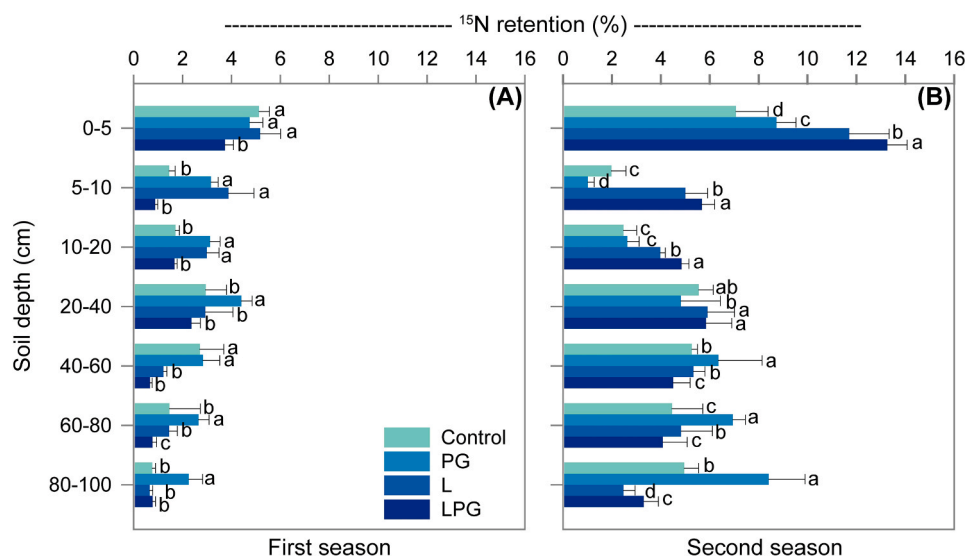 ¹⁵N retention (%)
0 2 4 6 8 10 12 14 16
0 2 4 6 8 10 12 14 16
(A)
(B)
Soil depth (cm)
0-5
a
a
a
b
d
c
b
a
5-10
b
a
a
b
c
d
b
a
10-20
b
a
a
b
c
c
b
a
20-40
b
a
b
b
ab
b
a
a
40-60
a
a
b
b
b
a
b
c
60-80
b
a
b
c
c
a
b
c
80-100
b
a
b
b
b
a
d
c
Control
PG
L
LPG
First season
Second season